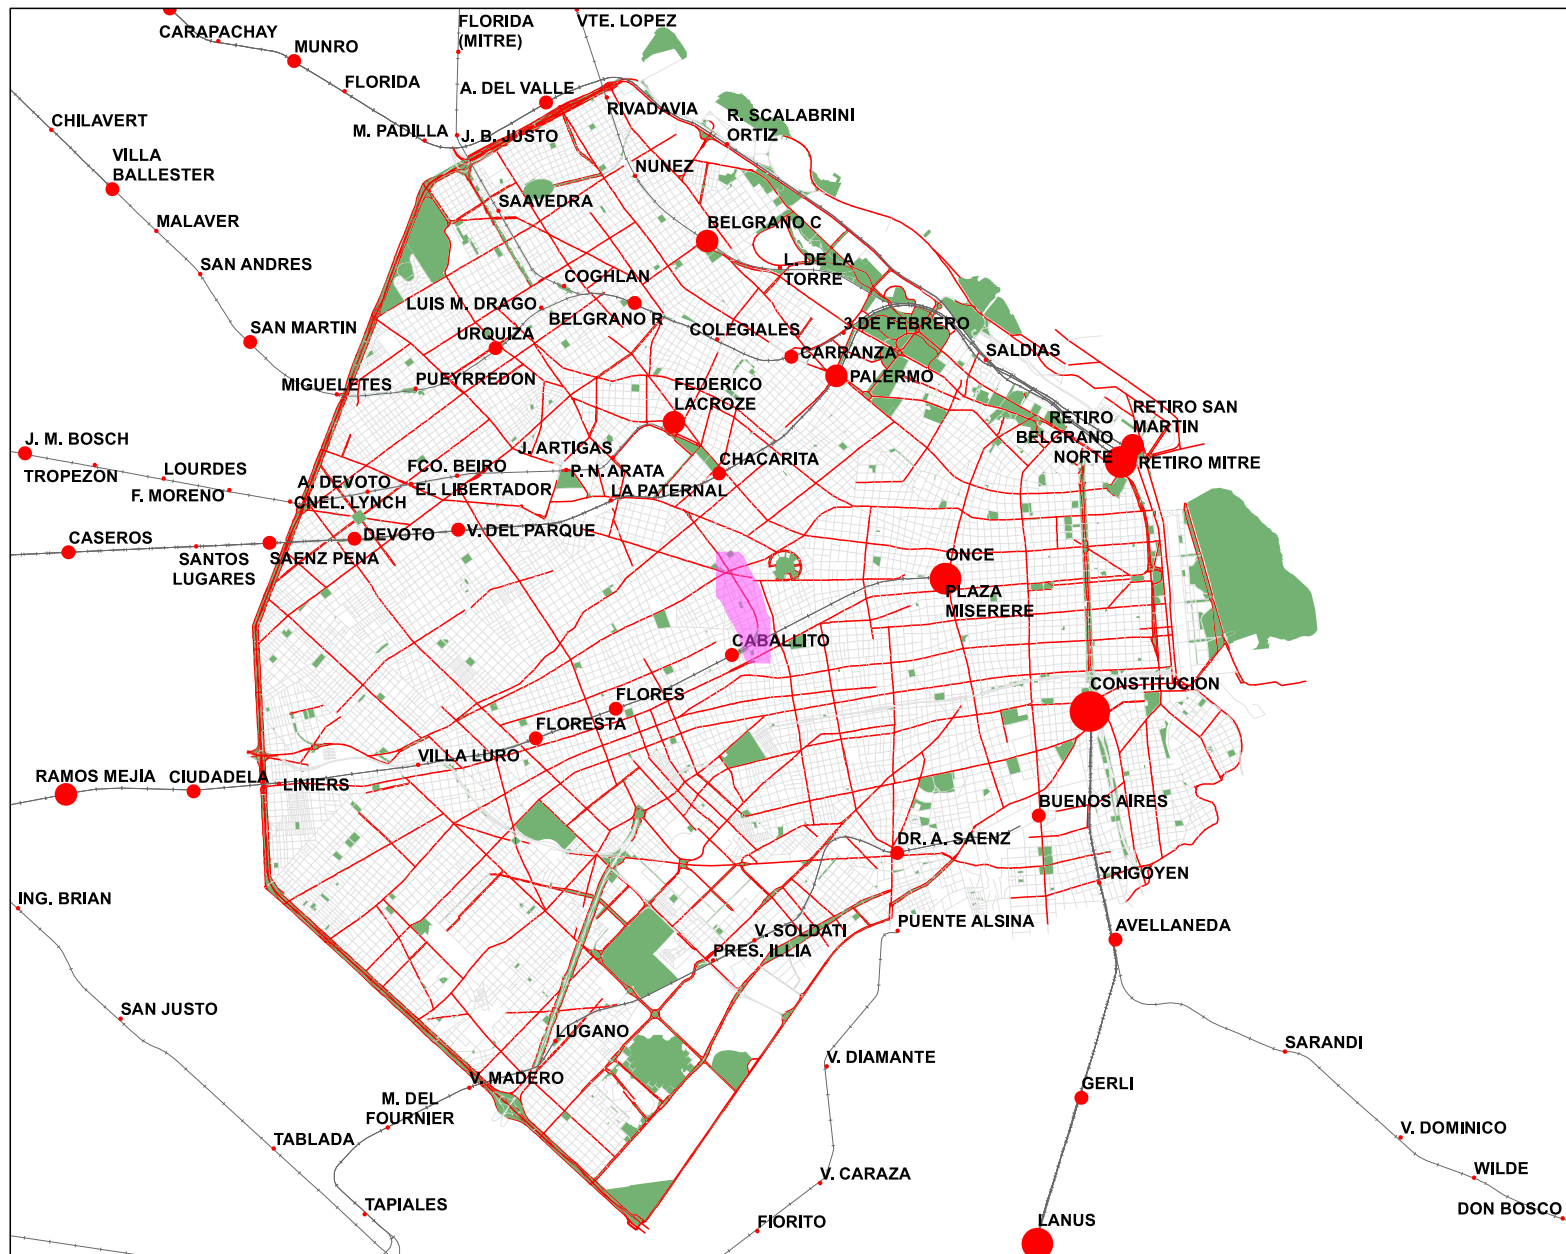 FLORIDA
(MITRE)
VTE. LOPEZ
CARAPACHAY
MUNRO
FLORIDA
A. DEL VALLE
RIVADAVIA
R. SCALABRINI
ORTIZ
CHILAVERT
M. PADILLA
J. B. JUSTO
VILLA
BALLESTER
NUNEZ
SAAVEDRA
MALAVER
BELGRANO C
SAN ANDRES
L. DE LA
TORRE
COGHLAN
LUIS M. DRAGO
BELGRANO R
SAN MARTIN
URQUIZA
COLEGIALES
3 DE FEBRERO
CARRANZA
SALDIAS
PALERMO
MIGUELETES
PUEYRREDON
FEDERICO
LACROZE
RETIRO SAN
MARTIN
RETIRO
BELGRANO
NORTE
RETIRO MITRE
J. M. BOSCH
TROPEZON
LOURDES
F. MORENO
J. ARTIGAS
FCO. BEIRO
P. N. ARATA
CHACARITA
A. DEVOTO
EL LIBERTADOR
CNEL. LYNCH
LA PATERNAL
CASEROS
SANTOS
LUGARES
SAENZ PENA
DEVOTO
V. DEL PARQUE
ONCE
PLAZA
MISERERE
CABALLITO
CONSTITUCION
FLORES
FLORESTA
VILLA LURO
RAMOS MEJIA
CIUDADELA
LINIERS
BUENOS AIRES
DR. A. SAENZ
YRIGOYEN
ING. BRIAN
PUENTE ALSINA
AVELLANEDA
V. SOLDATI
PRES. ILLIA
SAN JUSTO
LUGANO
SARANDI
V. DIAMANTE
V. MADERO
GERLI
M. DEL
FOURNIER
V. DOMINICO
TABLADA
WILDE
V. CARAZA
TAPIALES
DON BOSCO
FIORITO
LANUS